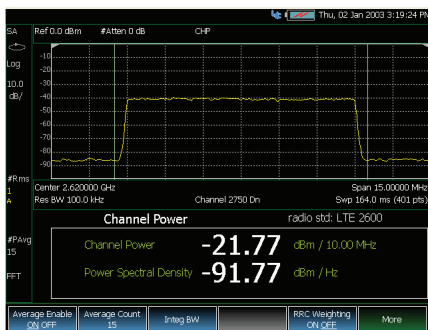 Thu, 02 Jan 2003 3:19:24 PM
SA
Ref 0.0 dBm #Atten 0 dB CHP
Log
10.0
dB/
-10
-20
-30
-40
-50
-60
-70
-80
-90
#Rms
1
A
Center 2.620000 GHz Span 15.00000 MHz
Res BW 100.0 kHz Channel 2750 Dn Swp 164.0 ms (401 pts)
Channel Power radio std: LTE 2600
#PAvg
15
FFT
Channel Power -21.77 dBm / 10.00 MHz
Power Spectral Density -91.77 dBm / Hz
Average Enable
ON OFF
Average Count
15
Integ BW
RRC Weighting
ON OFF
More